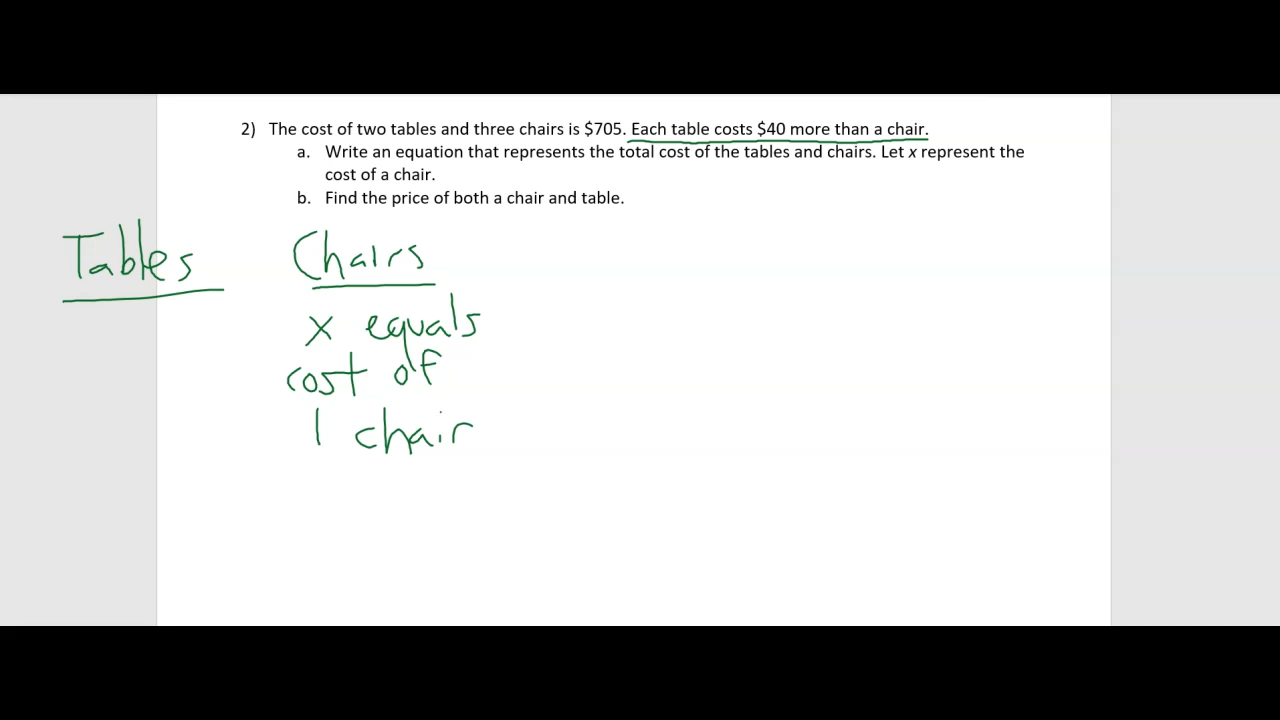 2) The cost of two tables and three chairs is $705. Each table costs $40 more than a chair.
a. Write an equation that represents the total cost of the tables and chairs. Let x represent the
cost of a chair.
b. Find the price of both a chair and table.
Tables Chairs
x equals
cost of
1 chair